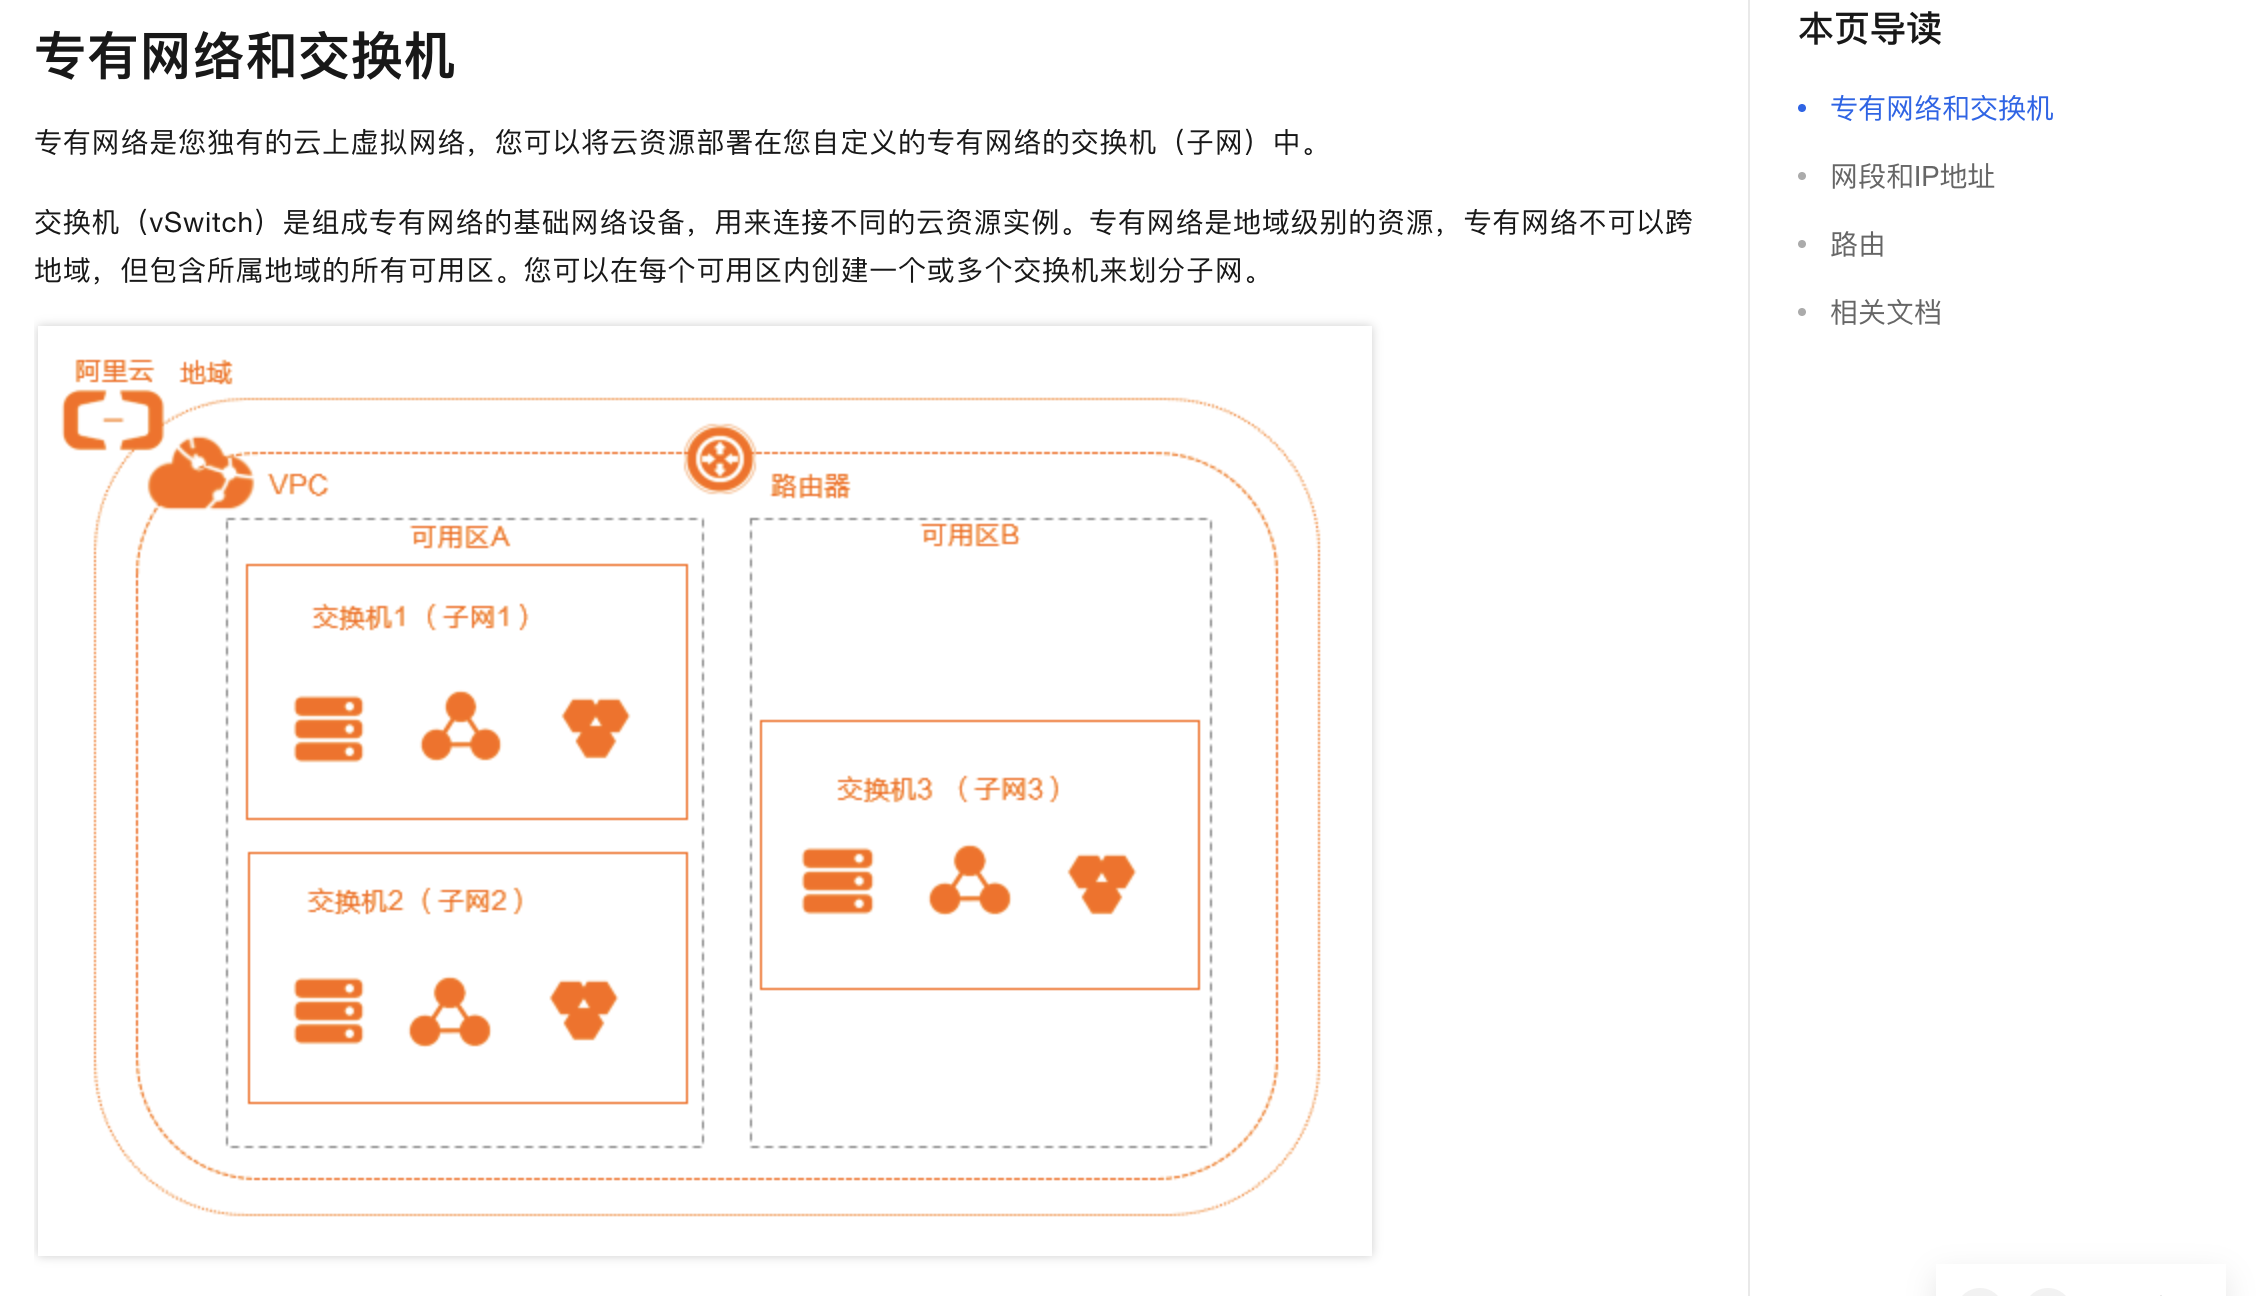 专有网络和交换机
专有网络是您独有的云上虚拟网络，您可以将云资源部署在您自定义的专有网络的交换机（子网）中。
交换机（vSwitch）是组成专有网络的基础网络设备，用来连接不同的云资源实例。专有网络是地域级别的资源，专有网络不可以跨
地域，但包含所属地域的所有可用区。您可以在每个可用区内创建一个或多个交换机来划分子网。
阿里云 地域
VPC
路由器
可用区A
可用区B
交换机1（子网1）
交换机3 （子网3）
交换机2（子网2）
本页导读
专有网络和交换机
网段和IP地址
路由
相关文档